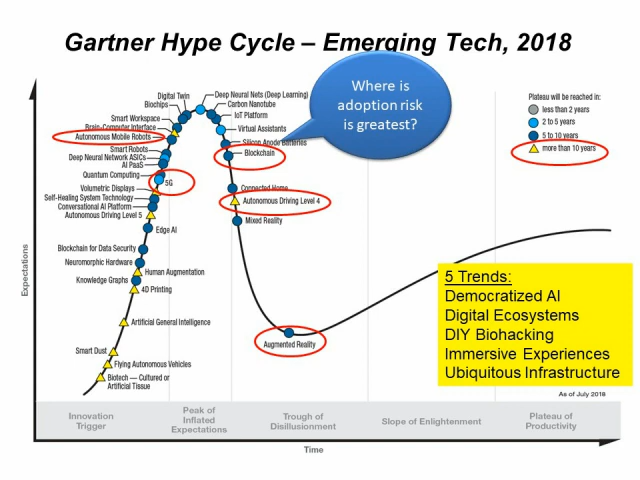 Gartner Hype Cycle – Emerging Tech, 2018
Where is
adoption risk
is greatest?
Plateau will be reached in:
less than 2 years
2 to 5 years
5 to 10 years
more than 10 years
Expectations
Digital Twin
Biochips
Smart Workspace
Brain-Computer Interface
Autonomous Mobile Robots
Smart Robots
Deep Neural Network ASICs
AI PaaS
Quantum Computing
5G
Volumetric Displays
Self-Healing System Technology
Conversational AI Platform
Autonomous Driving Level 5
Edge AI
Blockchain for Data Security
Neuromorphic Hardware
Human Augmentation
Knowledge Graphs
4D Printing
Artificial General Intelligence
Smart Dust
Flying Autonomous Vehicles
Biotech — Cultured or
Artificial Tissue
Deep Neural Nets (Deep Learning)
Carbon Nanotube
IoT Platform
Virtual Assistants
Silicon Anode Batteries
Blockchain
Connected Home
Autonomous Driving Level 4
Mixed Reality
Augmented Reality
5 Trends:
Democratized AI
Digital Ecosystems
DIY Biohacking
Immersive Experiences
Ubiquitous Infrastructure
As of July 2018
Innovation
Trigger
Peak of
Inflated
Expectations
Trough of
Disillusionment
Slope of Enlightenment
Plateau of
Productivity
Time